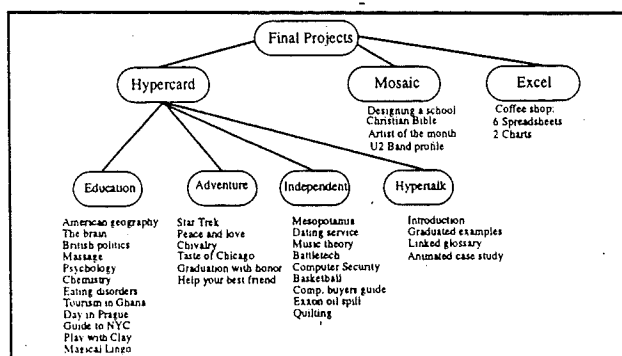 Final Projects
Hypercard
Mosaic
Excel
Designing a school
Christian Bible
Artist of the month
U2 Band profile
Coffee shop:
6 Spreadsheets
2 Charts
Education
Adventure
Independent
Hypertalk
American geography
The brain
British politics
Massage
Psychology
Chemistry
Eating disorders
Tourism in Ghana
Day in Prague
Guide to NYC
Play with Clay
Magical Lingo
Star Trek
Peace and love
Chivalry
Taste of Chicago
Graduation with honor
Help your best friend
Mesopotamia
Dating service
Music theory
Battletech
Computer Security
Basketball
Comp. buyers guide
Exxon oil spill
Quilting
Introduction
Graduated examples
Linked glossary
Animated case study